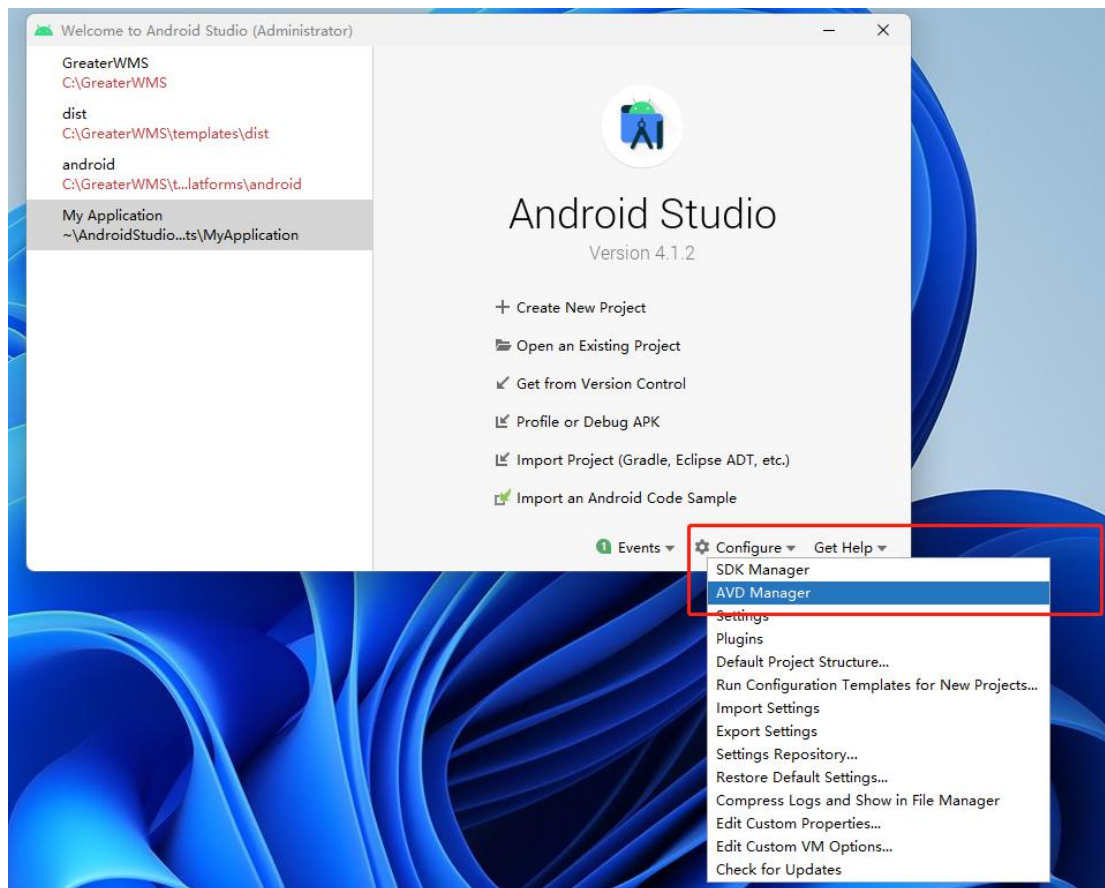 Welcome to Android Studio (Administrator)
GreaterWMS
C:\GreaterWMS
dist
C:\GreaterWMS\templates\dist
android
C:\GreaterWMS\t...latforms\android
My Application
~\AndroidStudio...ts\MyApplication
Android Studio
Version 4.1.2
Create New Project
Open an Existing Project
Get from Version Control
Profile or Debug APK
Import Project (Gradle, Eclipse ADT, etc.)
Import an Android Code Sample
1 Events Configure Get Help
SDK Manager
AVD Manager
Settings
Plugins
Default Project Structure...
Run Configuration Templates for New Projects...
Import Settings
Export Settings
Settings Repository...
Restore Default Settings...
Compress Logs and Show in File Manager
Edit Custom Properties...
Edit Custom VM Options...
Check for Updates